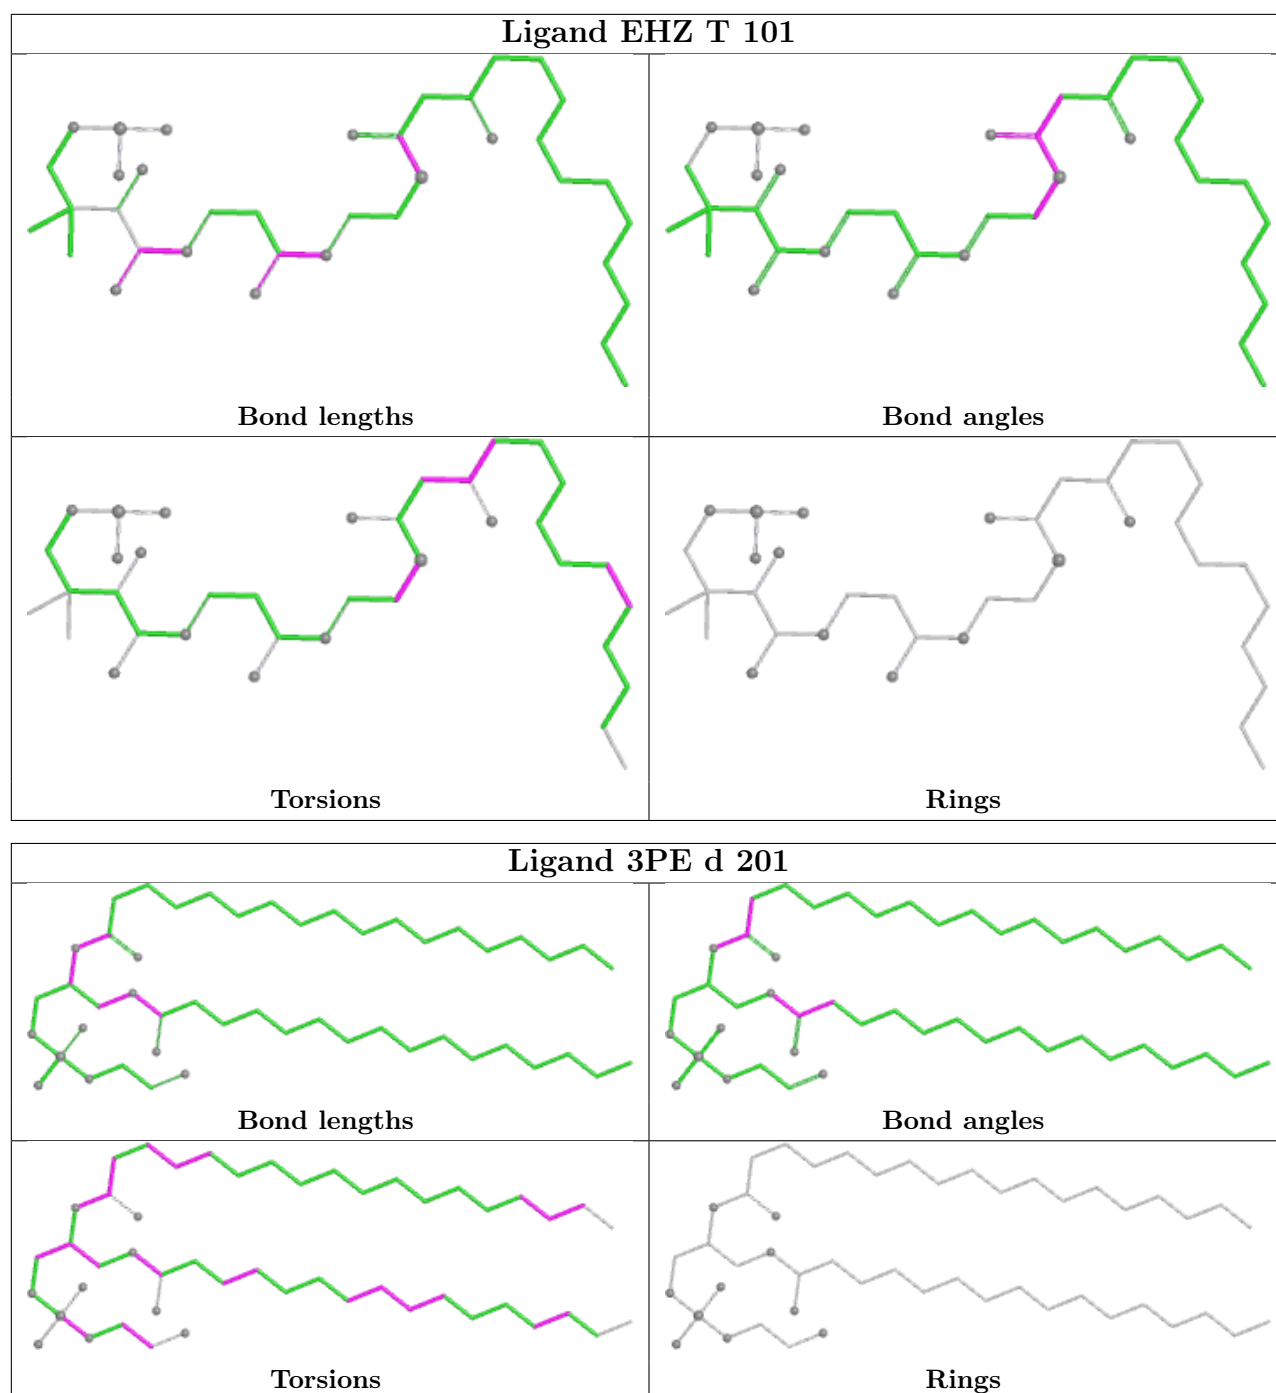 Ligand EHZ T 101
Bond lengths
Bond angles
Torsions
Rings
Ligand 3PE d 201
Bond lengths
Bond angles
Torsions
Rings